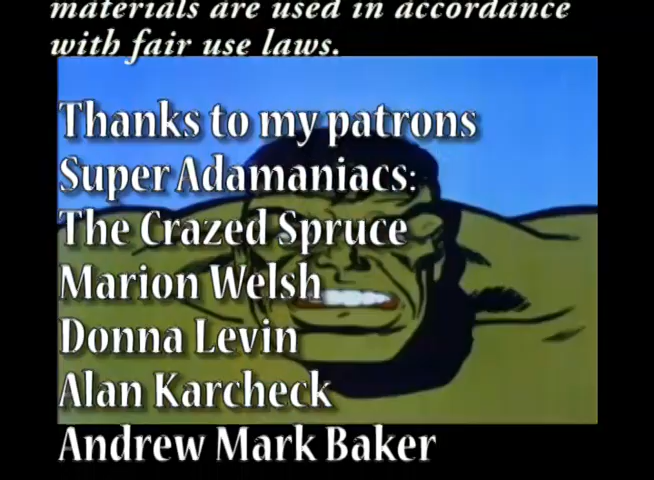 materials are used in accordance
with fair use laws.
Thanks to my patrons
Super Adamaniacs:
The Crazed Spruce
Marion Welsh
Donna Levin
Alan Karcheck
Andrew Mark Baker